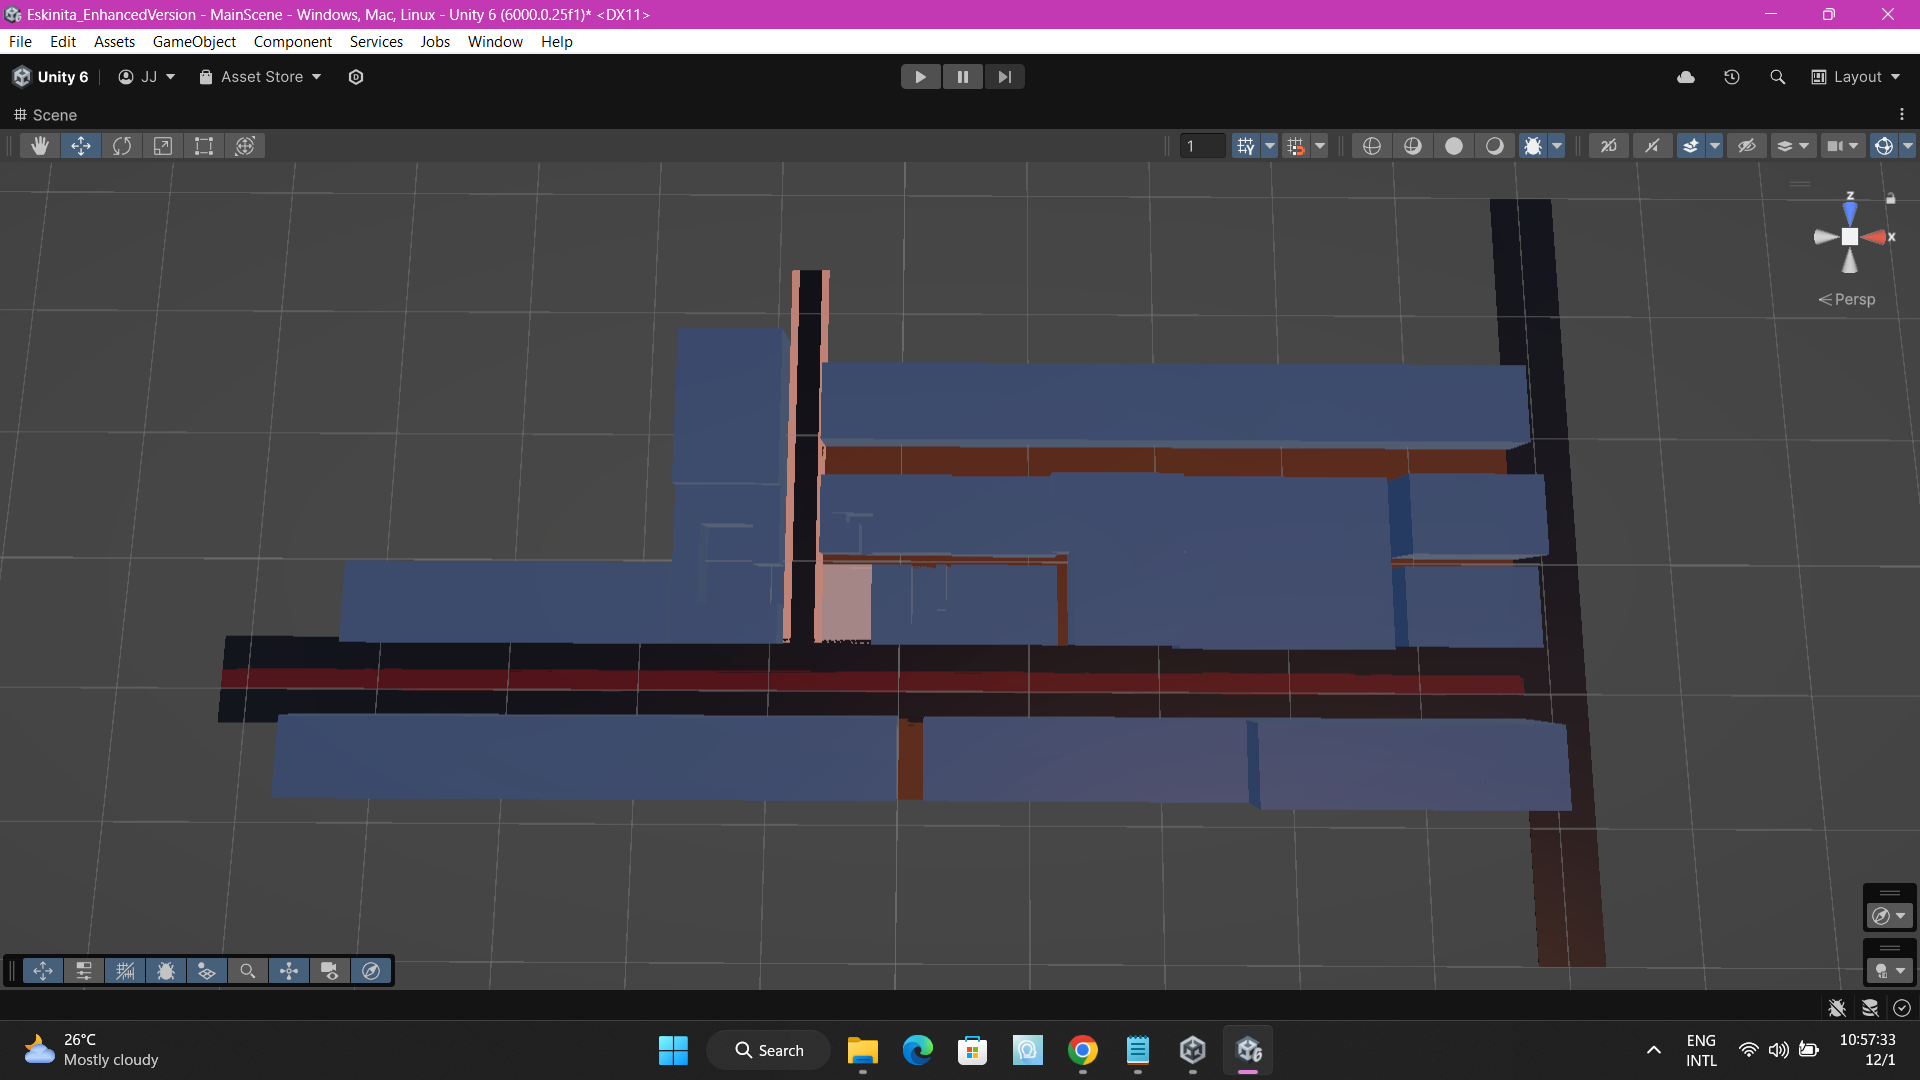 Eskinita_EnhancedVersion - MainScene - Windows, Mac, Linux - Unity 6 (6000.0.25f1)* <DX11>
File Edit Assets GameObject Component Services Jobs Window Help
Unity 6 JJ Asset Store Layout
Scene
1 2D
z
x
Persp
26°C
Mostly cloudy
Search
ENG
INTL
10:57:33
12/1